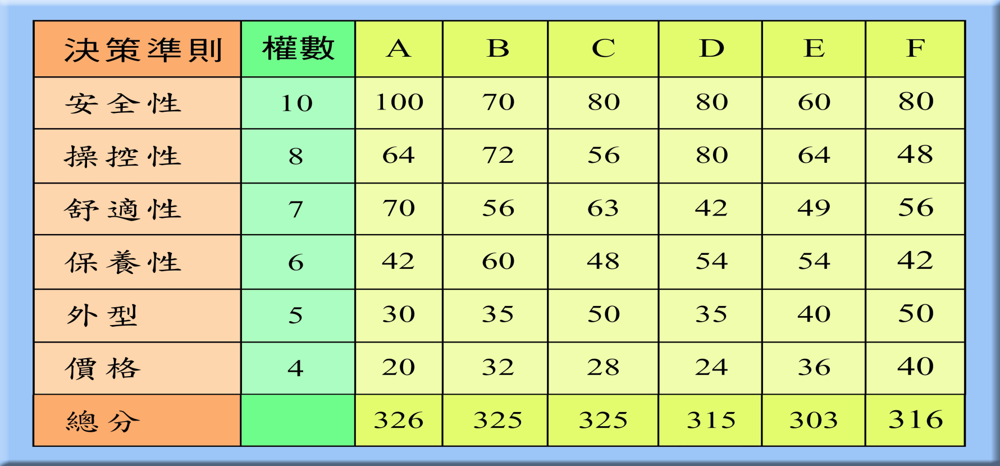 決策準則 權數 A B C D E F
安全性 10 100 70 80 80 60 80
操控性 8 64 72 56 80 64 48
舒適性 7 70 56 63 42 49 56
保養性 6 42 60 48 54 54 42
外型 5 30 35 50 35 40 50
價格 4 20 32 28 24 36 40
總分 326 325 325 315 303 316